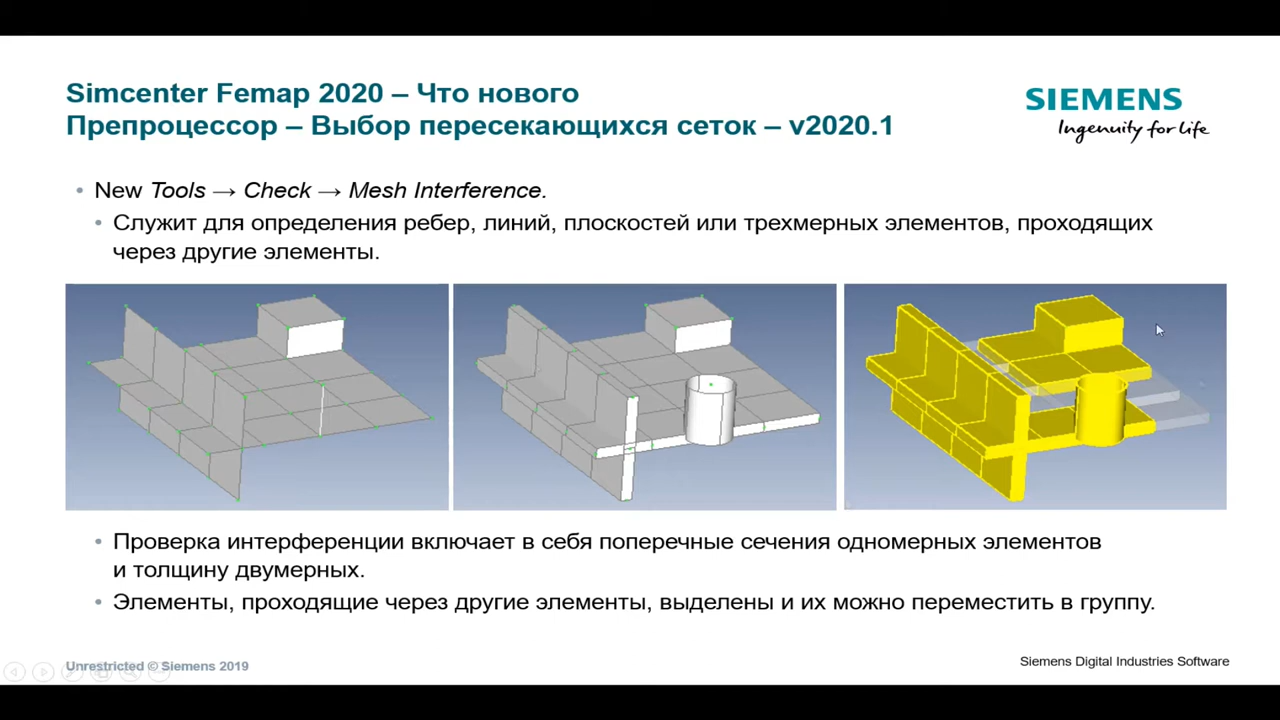 Simcenter Femap 2020 – Что нового
Препроцессор – Выбор пересекающихся сеток – v2020.1
SIEMENS
Ingenuity for life
• New Tools → Check → Mesh Interference.
• Служит для определения ребер, линий, плоскостей или трехмерных элементов, проходящих
через другие элементы.
• Проверка интерференции включает в себя поперечные сечения одномерных элементов
и толщину двумерных.
• Элементы, проходящие через другие элементы, выделены и их можно переместить в группу.
Unrestricted © Siemens 2019
Siemens Digital Industries Software